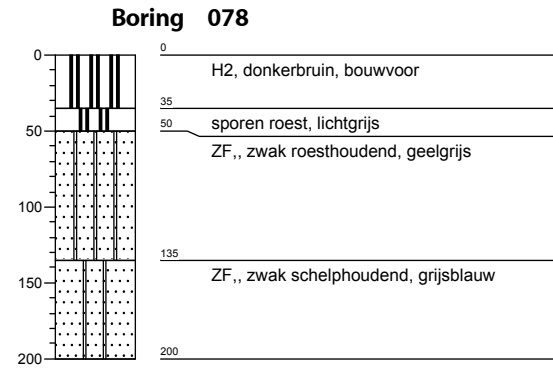 Boring 078
0
0
H2, donkerbruin, bouwvoor
35
50
50
sporen roest, lichtgrijs
ZF,, zwak roesthoudend, geelgrijs
100
135
150
ZF,, zwak schelphoudend, grijsblauw
200
200